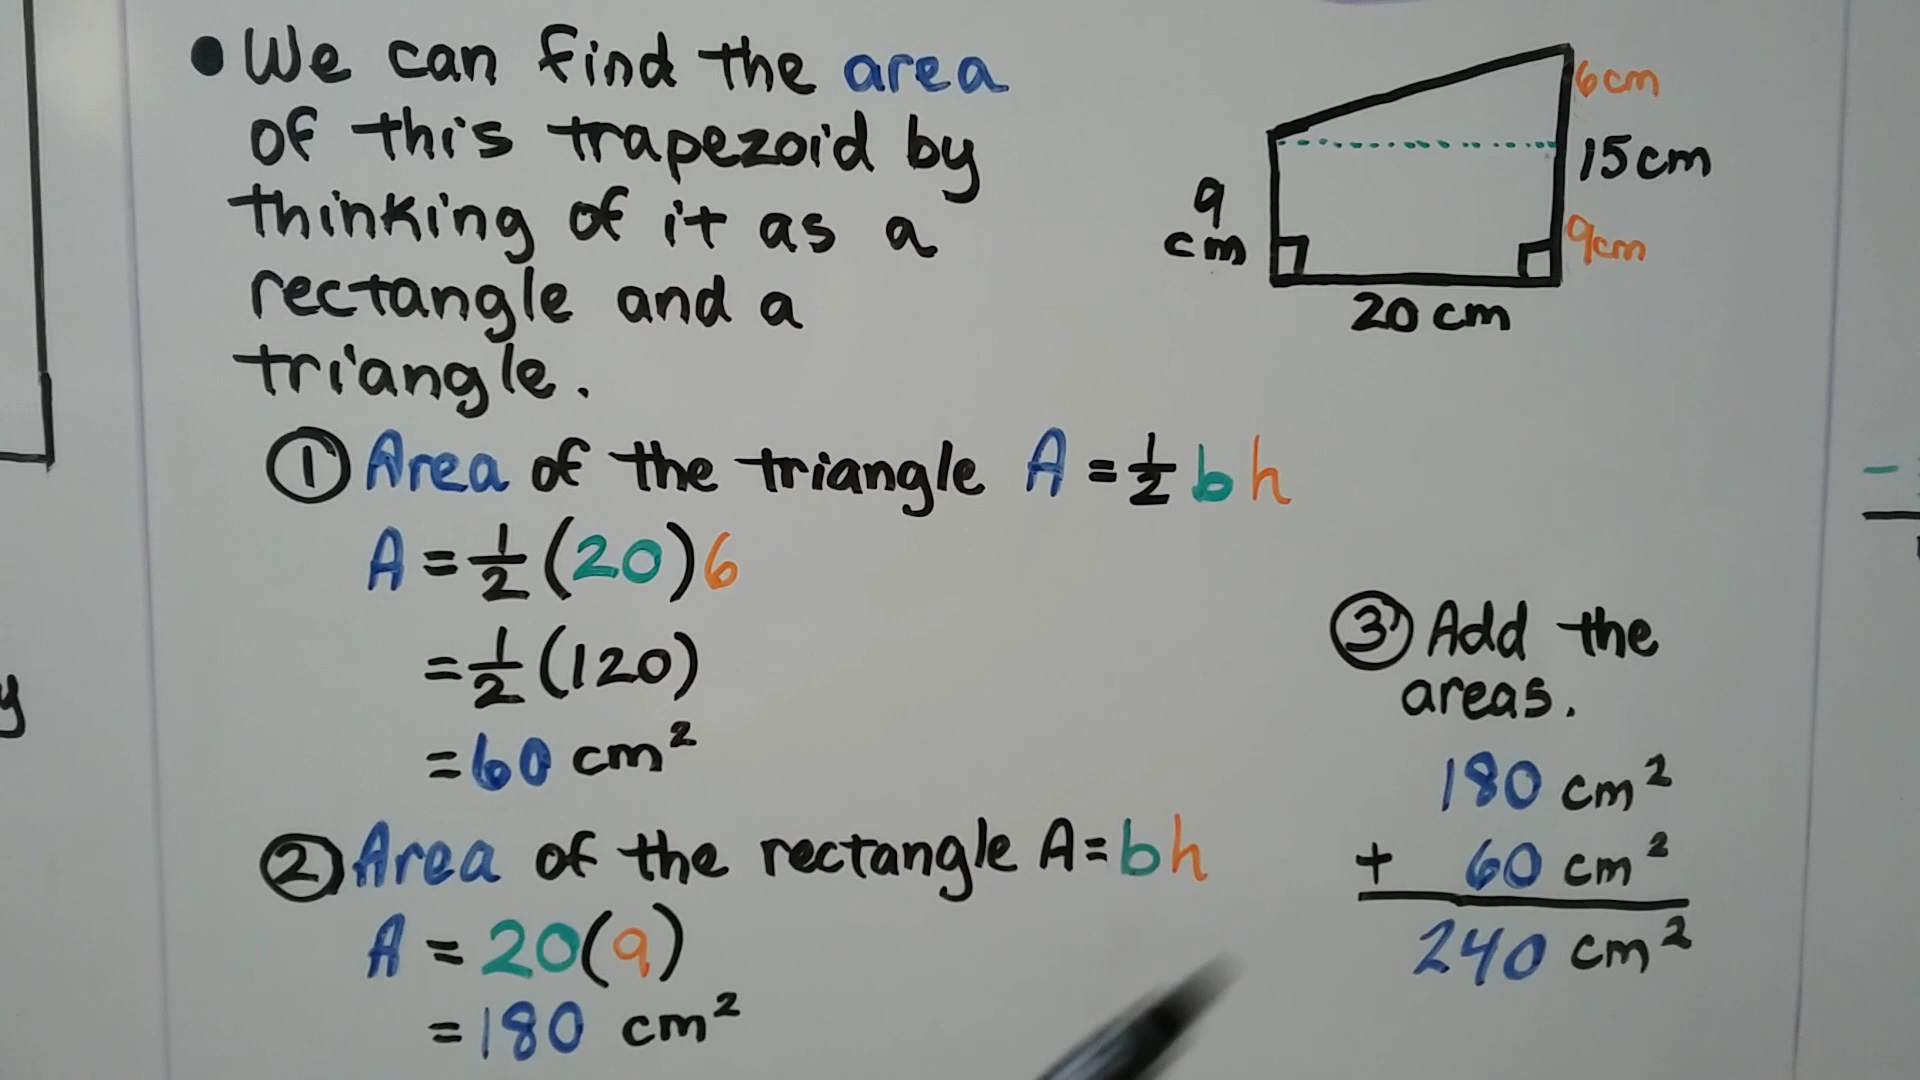 • We can find the area
of this trapezoid by
thinking of it as a
rectangle and a
triangle.
6cm
15cm
9
cm
9cm
20 cm
① Area of the triangle A = 1/2 bh
A = 1/2 (20)6
= 1/2 (120)
= 60 cm²
② Area of the rectangle A = bh
A = 20(9)
= 180 cm²
③ Add the
areas.
180 cm²
+ 60 cm²
240 cm²
y
-